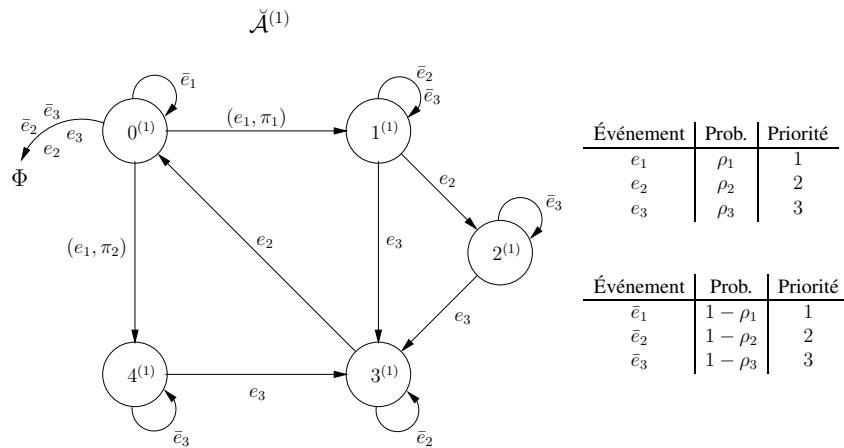 𝒜̆⁽¹⁾
ē₁
ē₂
ē₃
ē₃
ē₂ e₃
e₂
Φ
0⁽¹⁾
(e₁, π₁)
1⁽¹⁾
e₂
ē₃
2⁽¹⁾
(e₁, π₂)
e₂
e₃
e₃
4⁽¹⁾
e₃
3⁽¹⁾
ē₃
ē₂
Événement Prob. Priorité
e₁ ρ₁ 1
e₂ ρ₂ 2
e₃ ρ₃ 3
Événement Prob. Priorité
ē₁ 1 − ρ₁ 1
ē₂ 1 − ρ₂ 2
ē₃ 1 − ρ₃ 3